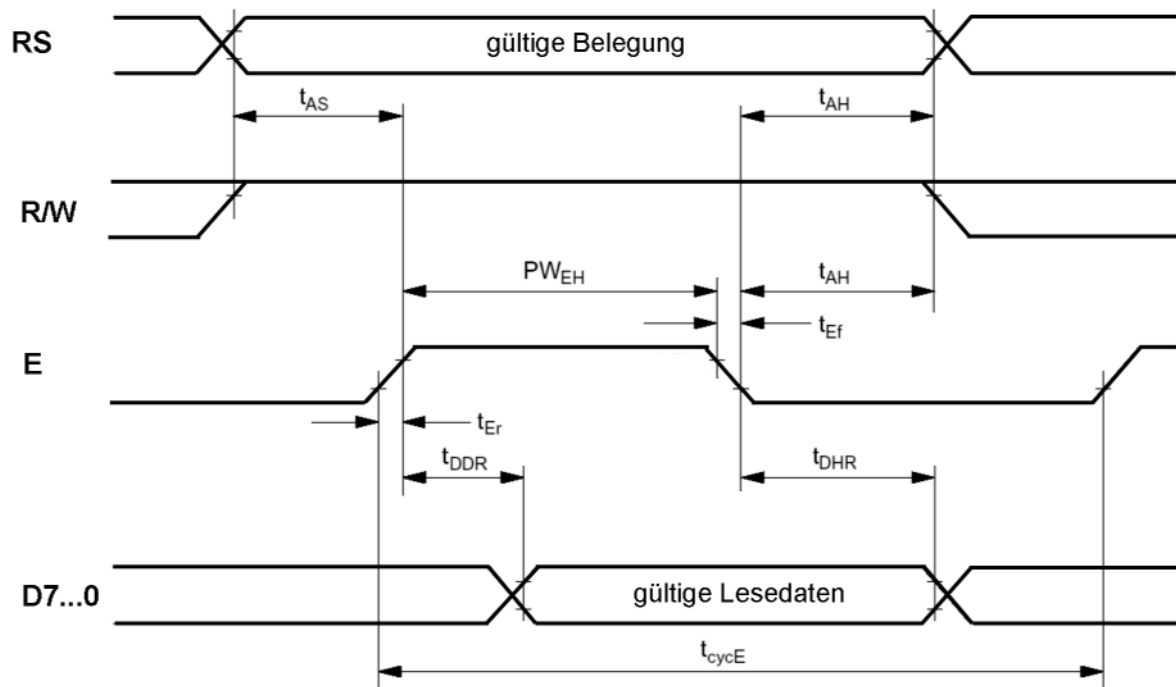 RS
gültige Belegung
tAS
tAH
R/W
PWEH
tAH
tEf
E
tEr
tDDR
tDHR
D7...0
gültige Lesedaten
tcycE